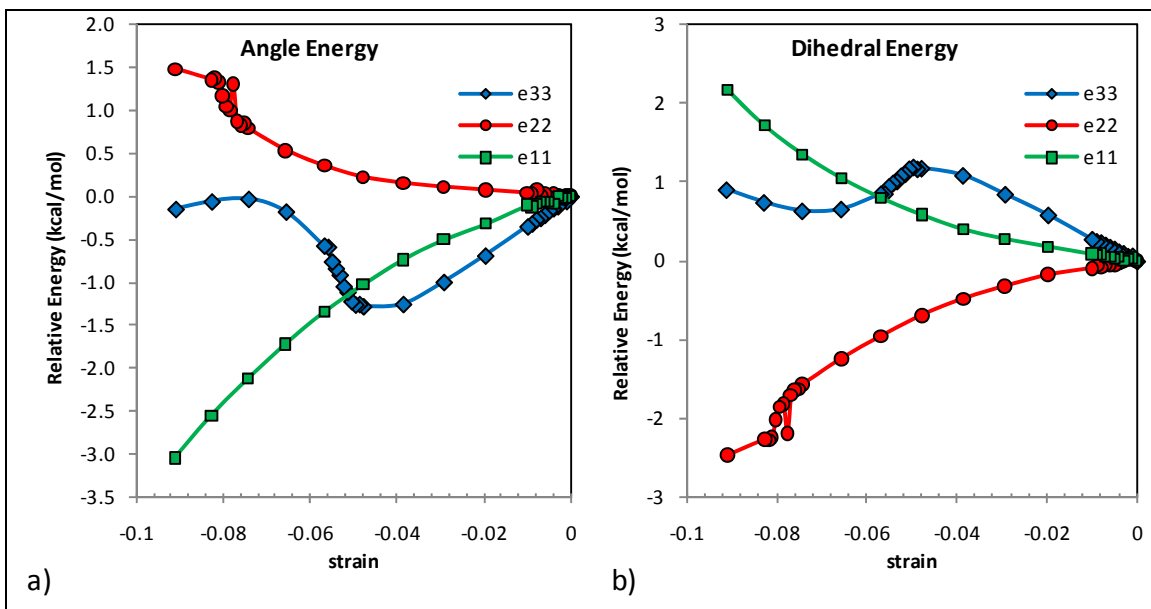 Angle Energy
Relative Energy (kcal/mol)
2.0
1.5
1.0
0.5
0.0
-0.5
-1.0
-1.5
-2.0
-2.5
-3.0
-3.5
e33
e22
e11
-0.1
-0.08
-0.06
-0.04
-0.02
0
strain
a)
Dihedral Energy
Relative Energy (kcal/mol)
3
2
1
0
-1
-2
-3
e33
e22
e11
-0.1
-0.08
-0.06
-0.04
-0.02
0
strain
b)